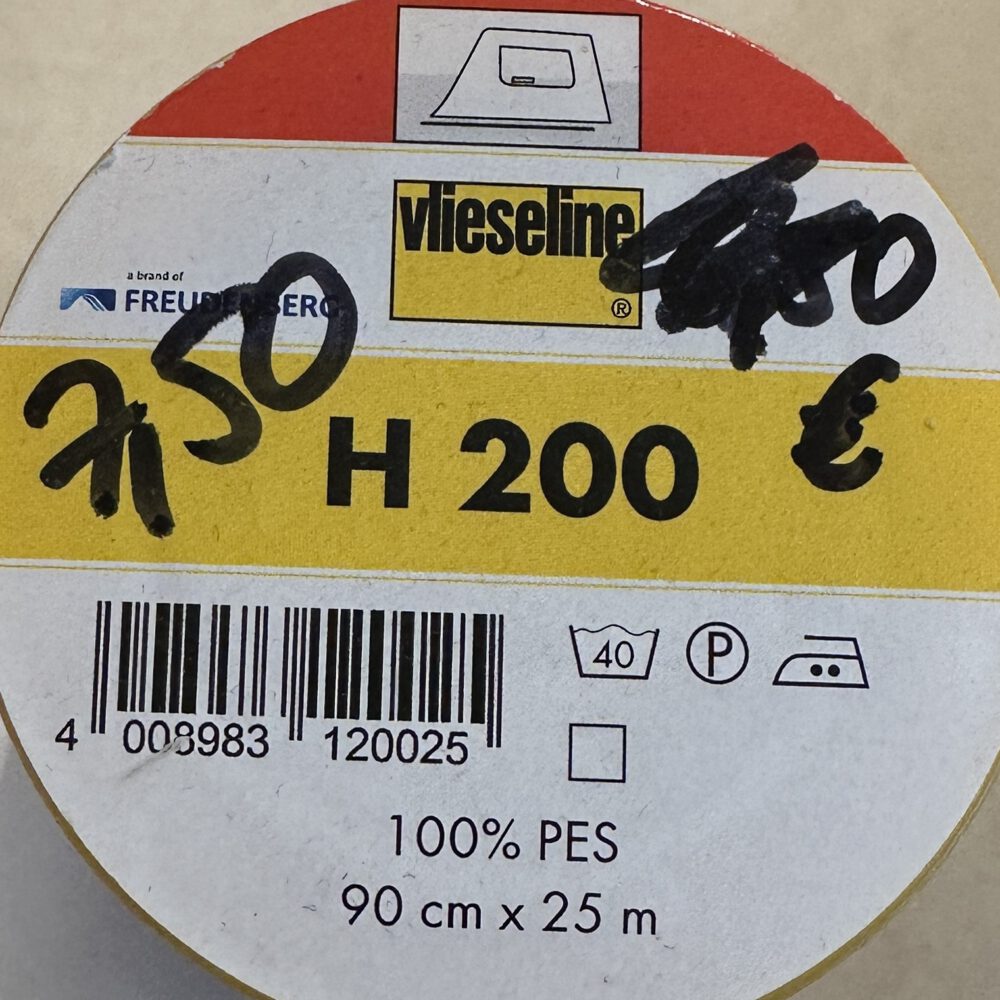 vlieseline
®
a brand of
FREUDENBERG
7,50
€
H 200
40 P
4 008983 120025
100% PES
90 cm x 25 m